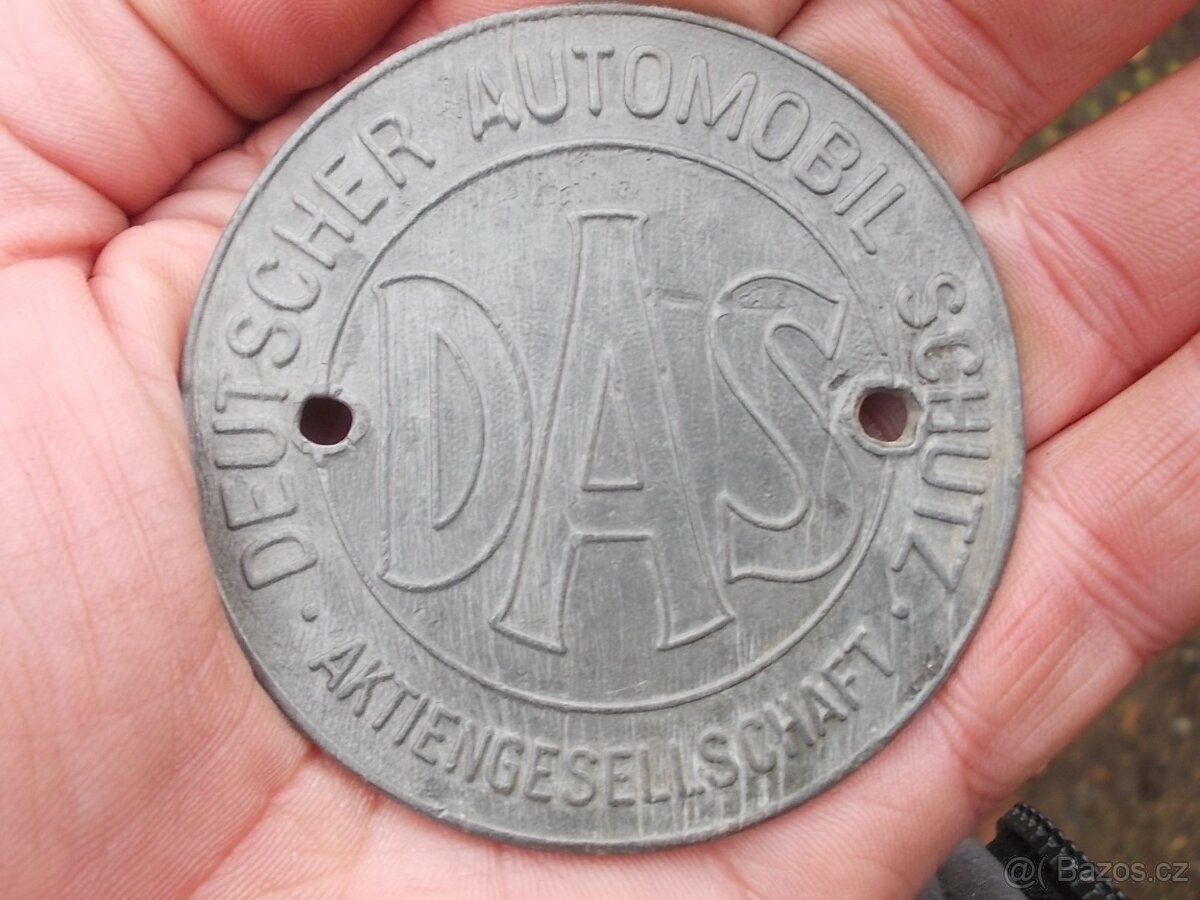 DEUTSCHER AUTOMOBIL SCHUTZ
DAS
· AKTIENGESELLSCHAFT ·
@( Bazos.cz